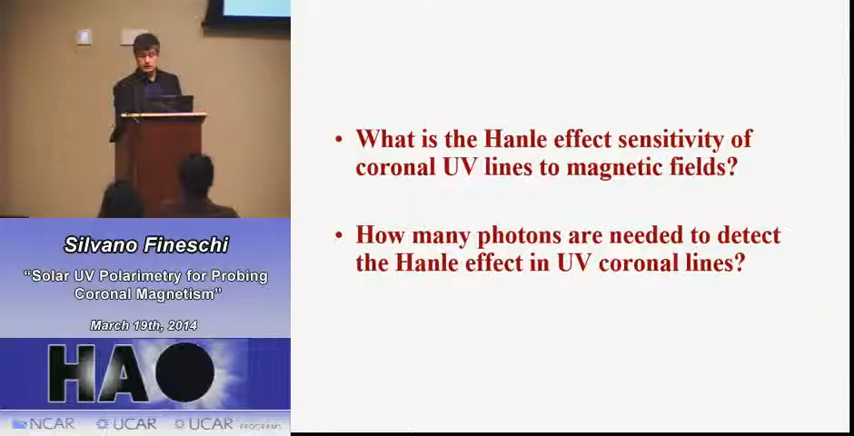 • What is the Hanle effect sensitivity of
coronal UV lines to magnetic fields?
• How many photons are needed to detect
the Hanle effect in UV coronal lines?
Silvano Fineschi
“Solar UV Polarimetry for Probing
Coronal Magnetism”
March 19th, 2014
HAO
NCAR UCAR UCAR PROGRAMS